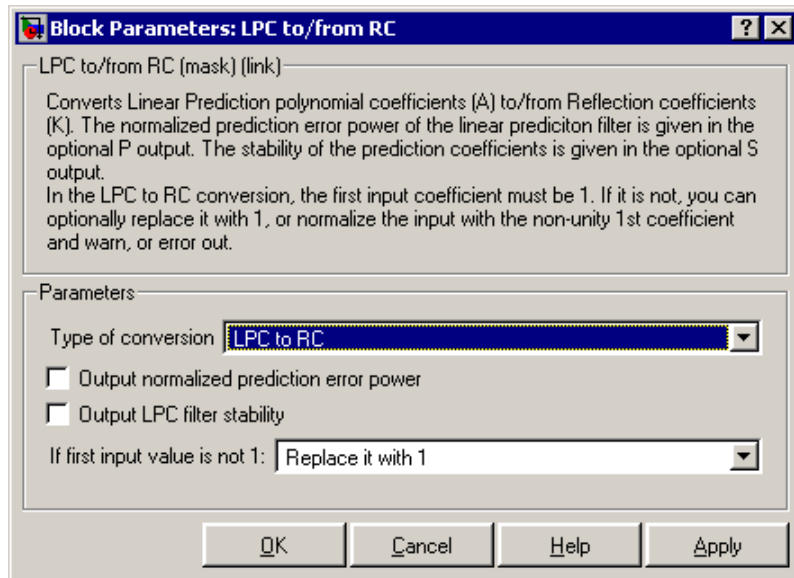 Block Parameters: LPC to/from RC
LPC to/from RC (mask) (link)
Converts Linear Prediction polynomial coefficients (A) to/from Reflection coefficients
(K). The normalized prediction error power of the linear prediciton filter is given in the
optional P output. The stability of the prediction coefficients is given in the optional S
output.
In the LPC to RC conversion, the first input coefficient must be 1. If it is not, you can
optionally replace it with 1, or normalize the input with the non-unity 1st coefficient
and warn, or error out.
Parameters
Type of conversion LPC to RC
Output normalized prediction error power
Output LPC filter stability
If first input value is not 1: Replace it with 1
OK Cancel Help Apply